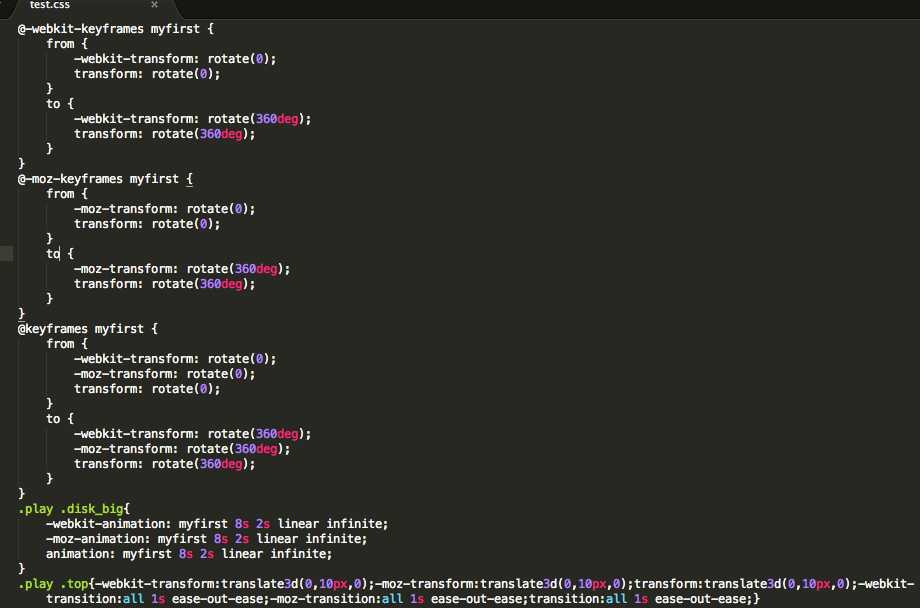 test.css ×
@-webkit-keyframes myfirst {
    from {
        -webkit-transform: rotate(0);
        transform: rotate(0);
    }
    to {
        -webkit-transform: rotate(360deg);
        transform: rotate(360deg);
    }
}
@-moz-keyframes myfirst {
    from {
        -moz-transform: rotate(0);
        transform: rotate(0);
    }
    to {
        -moz-transform: rotate(360deg);
        transform: rotate(360deg);
    }
}
@keyframes myfirst {
    from {
        -webkit-transform: rotate(0);
        -moz-transform: rotate(0);
        transform: rotate(0);
    }
    to {
        -webkit-transform: rotate(360deg);
        -moz-transform: rotate(360deg);
        transform: rotate(360deg);
    }
}
.play .disk_big{
    -webkit-animation: myfirst 8s 2s linear infinite;
    -moz-animation: myfirst 8s 2s linear infinite;
    animation: myfirst 8s 2s linear infinite;
}
.play .top{-webkit-transform:translate3d(0,10px,0);-moz-transform:translate3d(0,10px,0);transform:translate3d(0,10px,0);-webkit-
    transition:all 1s ease-out-ease;-moz-transition:all 1s ease-out-ease;transition:all 1s ease-out-ease;}